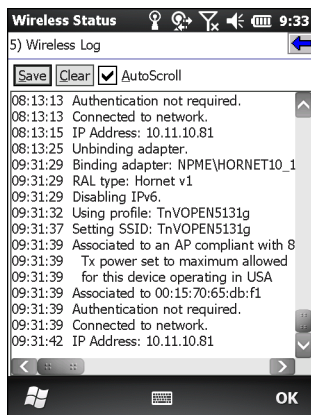 Wireless Status 9:33
5) Wireless Log
Save Clear AutoScroll
08:13:13 Authentication not required.
08:13:13 Connected to network.
08:13:15 IP Address: 10.11.10.81
08:13:25 Unbinding adapter.
09:31:29 Binding adapter: NPME\HORNET10_1
09:31:29 RAL type: Hornet v1
09:31:29 Disabling IPv6.
09:31:32 Using profile: TnVOPEN5131g
09:31:37 Setting SSID: TnVOPEN5131g
09:31:39 Associated to an AP compliant with 8
09:31:39 Tx power set to maximum allowed
09:31:39 for this device operating in USA
09:31:39 Associated to 00:15:70:65:db:f1
09:31:39 Authentication not required.
09:31:39 Connected to network.
09:31:42 IP Address: 10.11.10.81
OK